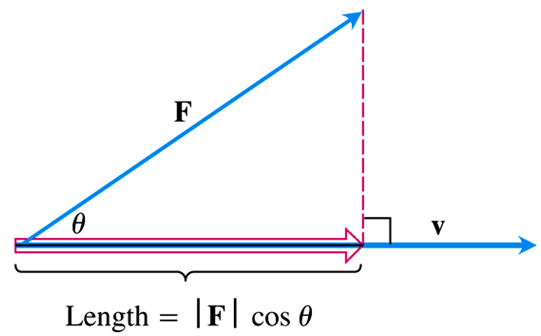 F
θ
v
Length = |F| cos θ